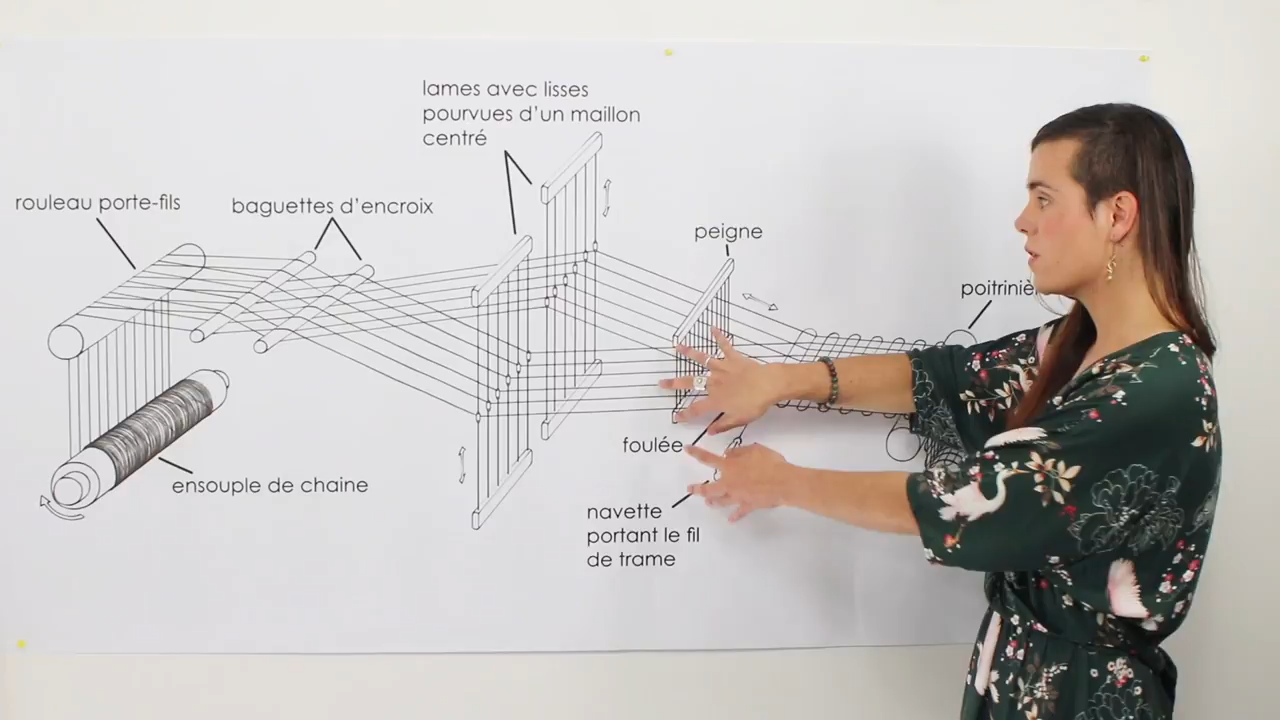 lames avec lisses
pourvues d'un maillon
centré
rouleau porte-fils
baguettes d'encroix
peigne
foulée
ensouple de chaine
navette
portant le fil
de trame